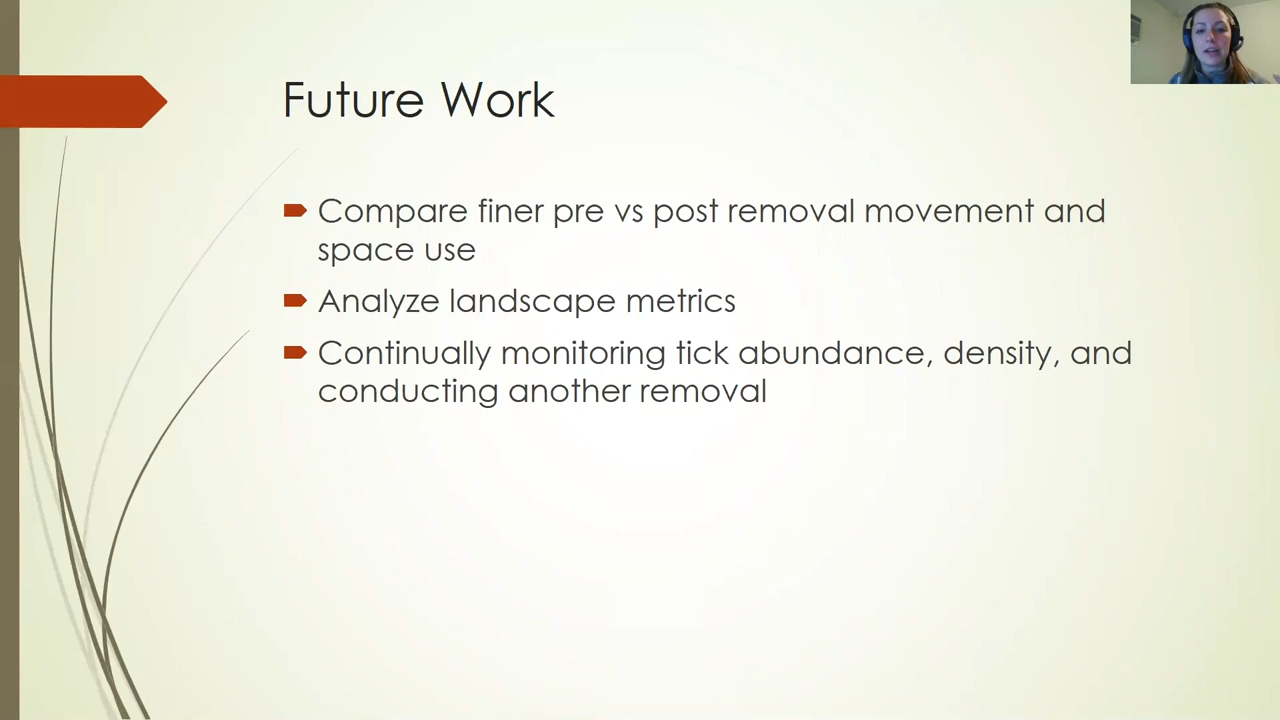 Future Work
Compare finer pre vs post removal movement and
space use
Analyze landscape metrics
Continually monitoring tick abundance, density, and
conducting another removal